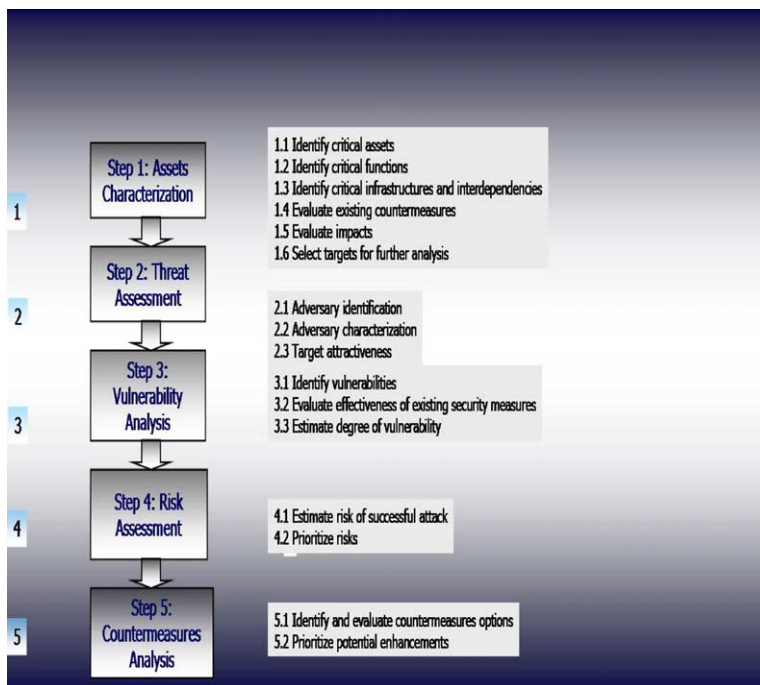 Step 1: Assets
Characterization
1.1 Identify critical assets
1.2 Identify critical functions
1.3 Identify critical infrastructures and interdependencies
1.4 Evaluate existing countermeasures
1.5 Evaluate impacts
1.6 Select targets for further analysis
1
Step 2: Threat
Assessment
2.1 Adversary identification
2.2 Adversary characterization
2.3 Target attractiveness
2
Step 3:
Vulnerability
Analysis
3.1 Identify vulnerabilities
3.2 Evaluate effectiveness of existing security measures
3.3 Estimate degree of vulnerability
3
Step 4: Risk
Assessment
4.1 Estimate risk of successful attack
4.2 Prioritize risks
4
Step 5:
Countermeasures
Analysis
5.1 Identify and evaluate countermeasures options
5.2 Prioritize potential enhancements
5